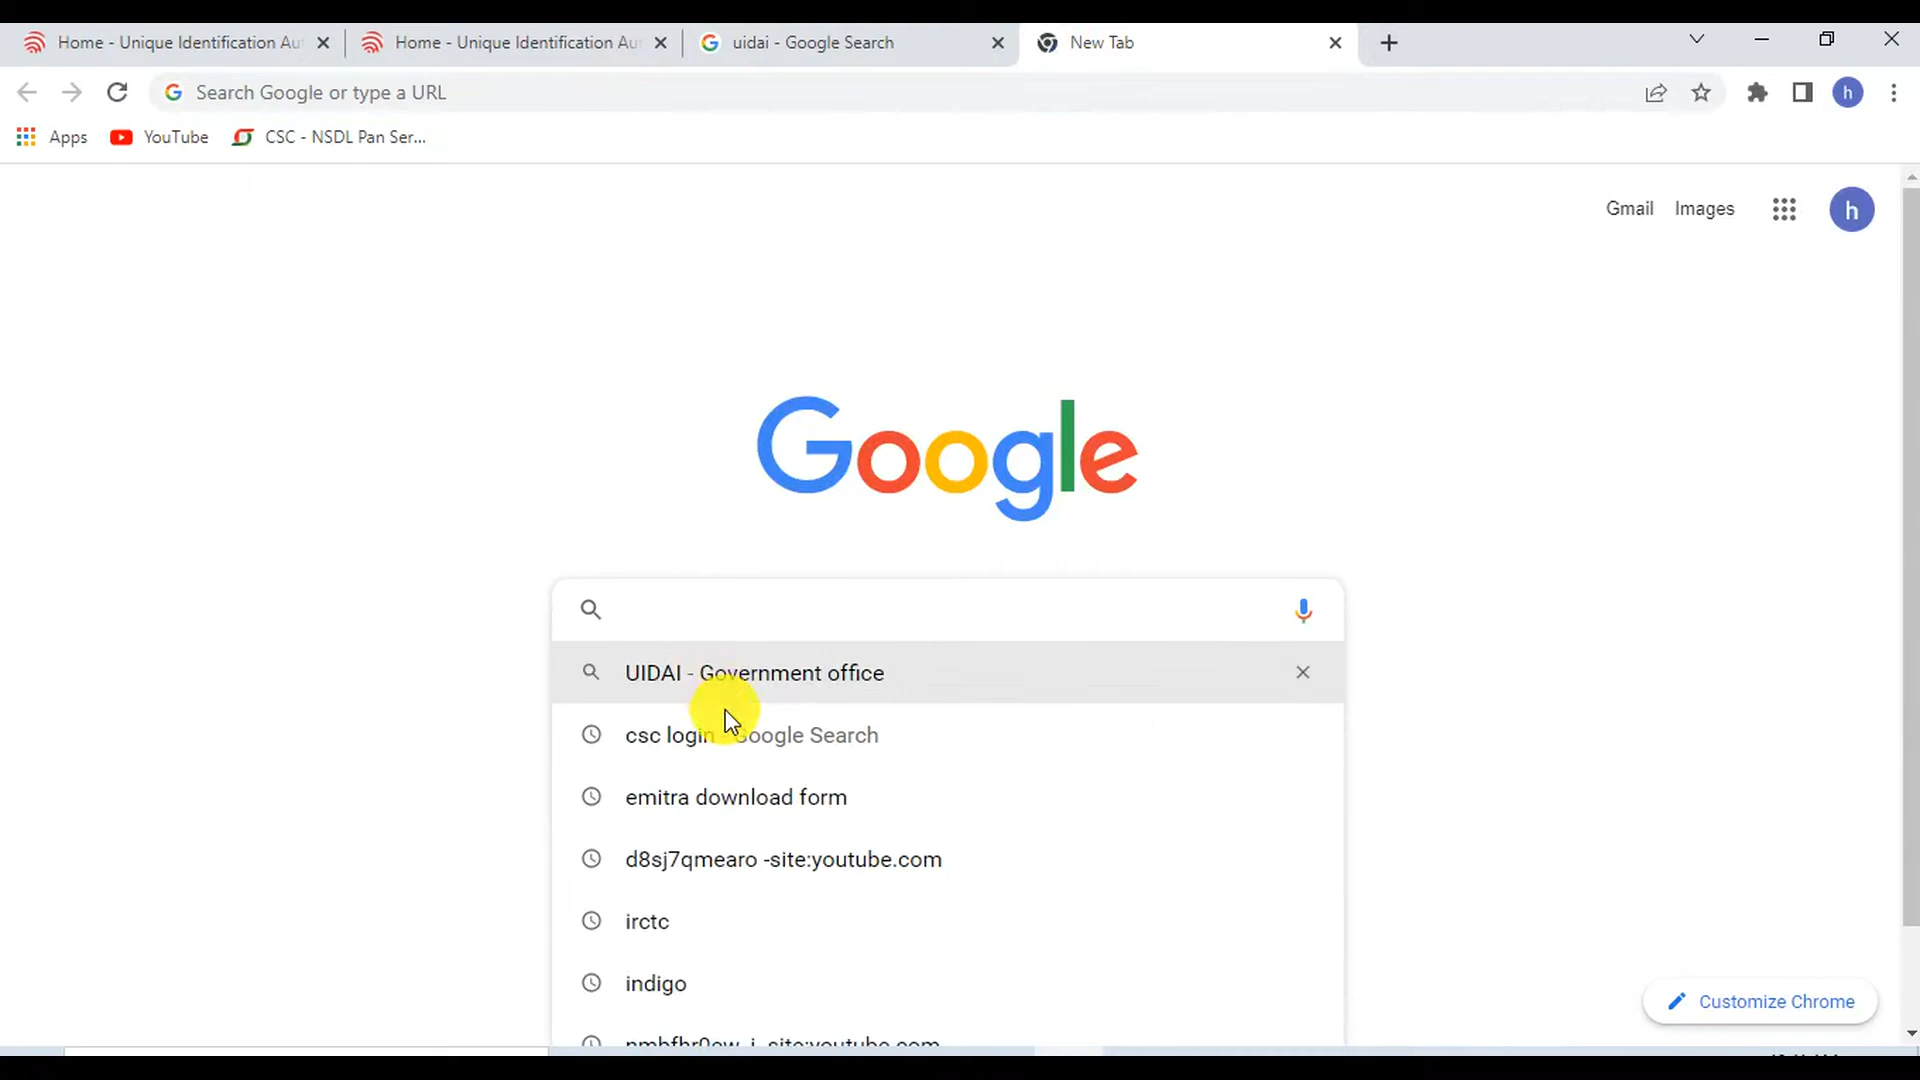 Home - Unique Identification Au
Home - Unique Identification Au
uidai - Google Search
New Tab
Search Google or type a URL
h
Apps
YouTube
CSC - NSDL Pan Ser...
Gmail
Images
h
Google
UIDAI - Government office
csc login - Google Search
emitra download form
d8sj7qmearo -site:youtube.com
irctc
indigo
Customize Chrome